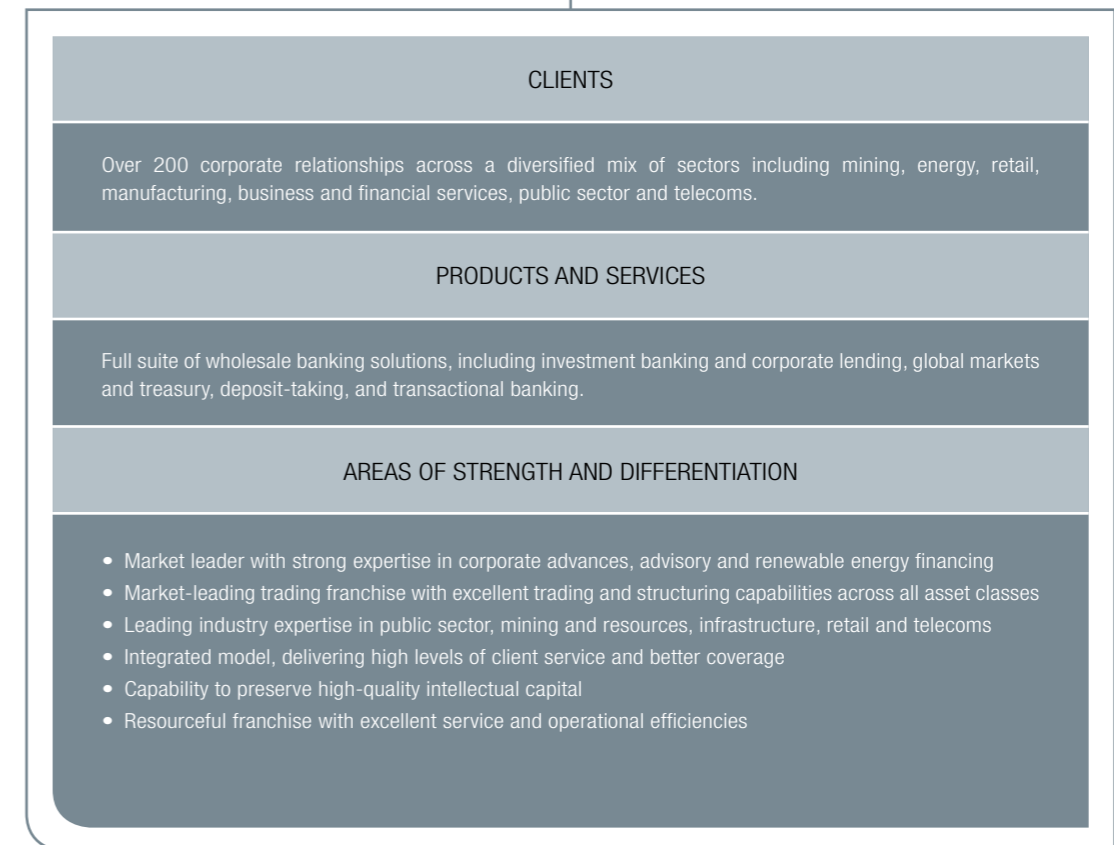 CLIENTS
Over 200 corporate relationships across a diversified mix of sectors including mining, energy, retail,
manufacturing, business and financial services, public sector and telecoms.
PRODUCTS AND SERVICES
Full suite of wholesale banking solutions, including investment banking and corporate lending, global markets
and treasury, deposit-taking, and transactional banking.
AREAS OF STRENGTH AND DIFFERENTIATION
• Market leader with strong expertise in corporate advances, advisory and renewable energy financing
• Market-leading trading franchise with excellent trading and structuring capabilities across all asset classes
• Leading industry expertise in public sector, mining and resources, infrastructure, retail and telecoms
• Integrated model, delivering high levels of client service and better coverage
• Capability to preserve high-quality intellectual capital
• Resourceful franchise with excellent service and operational efficiencies